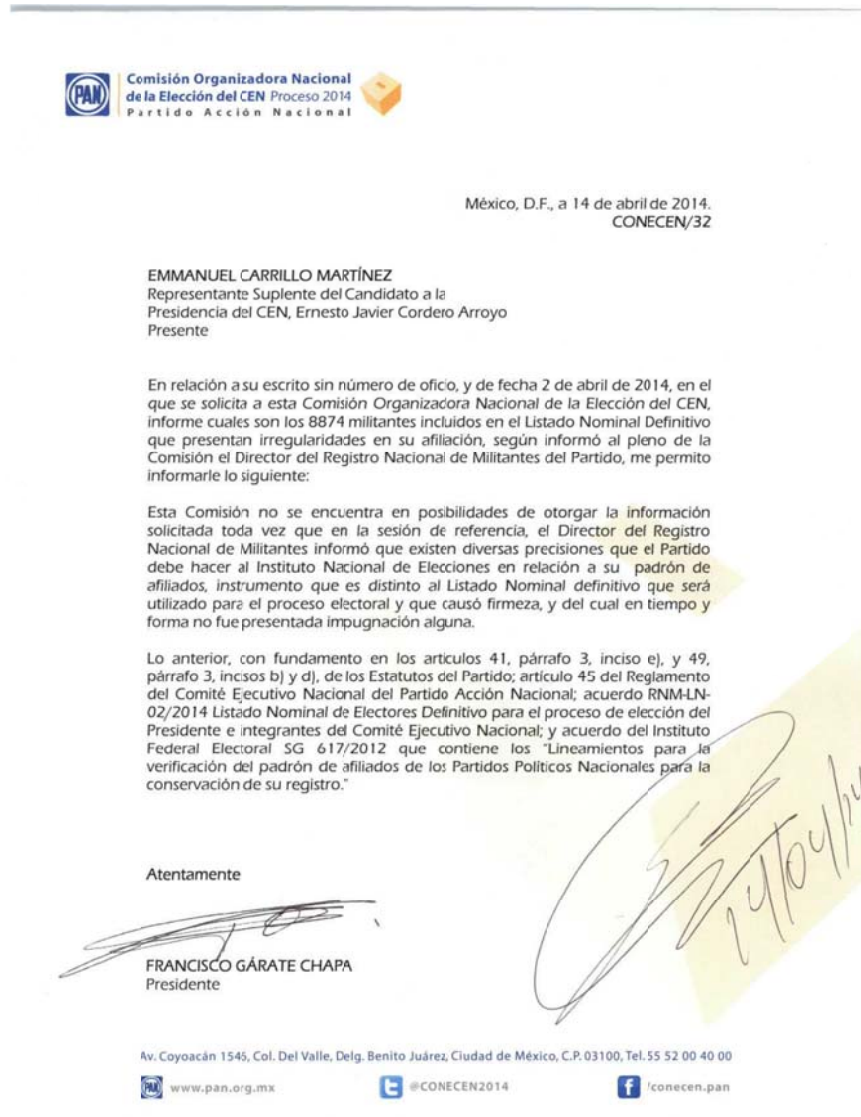 PAN
Comisión Organizadora Nacional
de la Elección del CEN Proceso 2014
Partido Acción Nacional
México, D.F., a 14 de abril de 2014.
CONECEN/32
EMMANUEL CARRILLO MARTÍNEZ
Representante Suplente del Candidato a la
Presidencia del CEN, Ernesto Javier Cordero Arroyo
Presente
En relación a su escrito sin número de oficio, y de fecha 2 de abril de 2014, en el
que se solicita a esta Comisión Organizadora Nacional de la Elección del CEN,
informe cuales son los 8874 militantes incluidos en el Listado Nominal Definitivo
que presentan irregularidades en su afiliación, según informó al pleno de la
Comisión el Director del Registro Nacional de Militantes del Partido, me permito
informarle lo siguiente:
Esta Comisión no se encuentra en posibilidades de otorgar la información
solicitada toda vez que en la sesión de referencia, el Director del Registro
Nacional de Militantes informó que existen diversas precisiones que el Partido
debe hacer al Instituto Nacional de Elecciones en relación a su padrón de
afiliados, instrumento que es distinto al Listado Nominal definitivo que será
utilizado para el proceso electoral y que causó firmeza, y del cual en tiempo y
forma no fue presentada impugnación alguna.
Lo anterior, con fundamento en los artículos 41, párrafo 3, inciso e), y 49,
párrafo 3, incisos b) y d), de los Estatutos del Partido; artículo 45 del Reglamento
del Comité Ejecutivo Nacional del Partido Acción Nacional; acuerdo RNM-LN-
02/2014 Listado Nominal de Electores Definitivo para el proceso de elección del
Presidente e integrantes del Comité Ejecutivo Nacional; y acuerdo del Instituto
Federal Electoral SG 617/2012 que contiene los "Lineamientos para la
verificación del padrón de afiliados de los Partidos Políticos Nacionales para la
conservación de su registro."
Atentamente
FRANCISCO GÁRATE CHAPA
Presidente
Av. Coyoacán 1546, Col. Del Valle, Delg. Benito Juárez, Ciudad de México, C.P. 03100, Tel. 55 52 00 40 00
PAN www.pan.org.mx @CONECEN2014 /conecen.pan